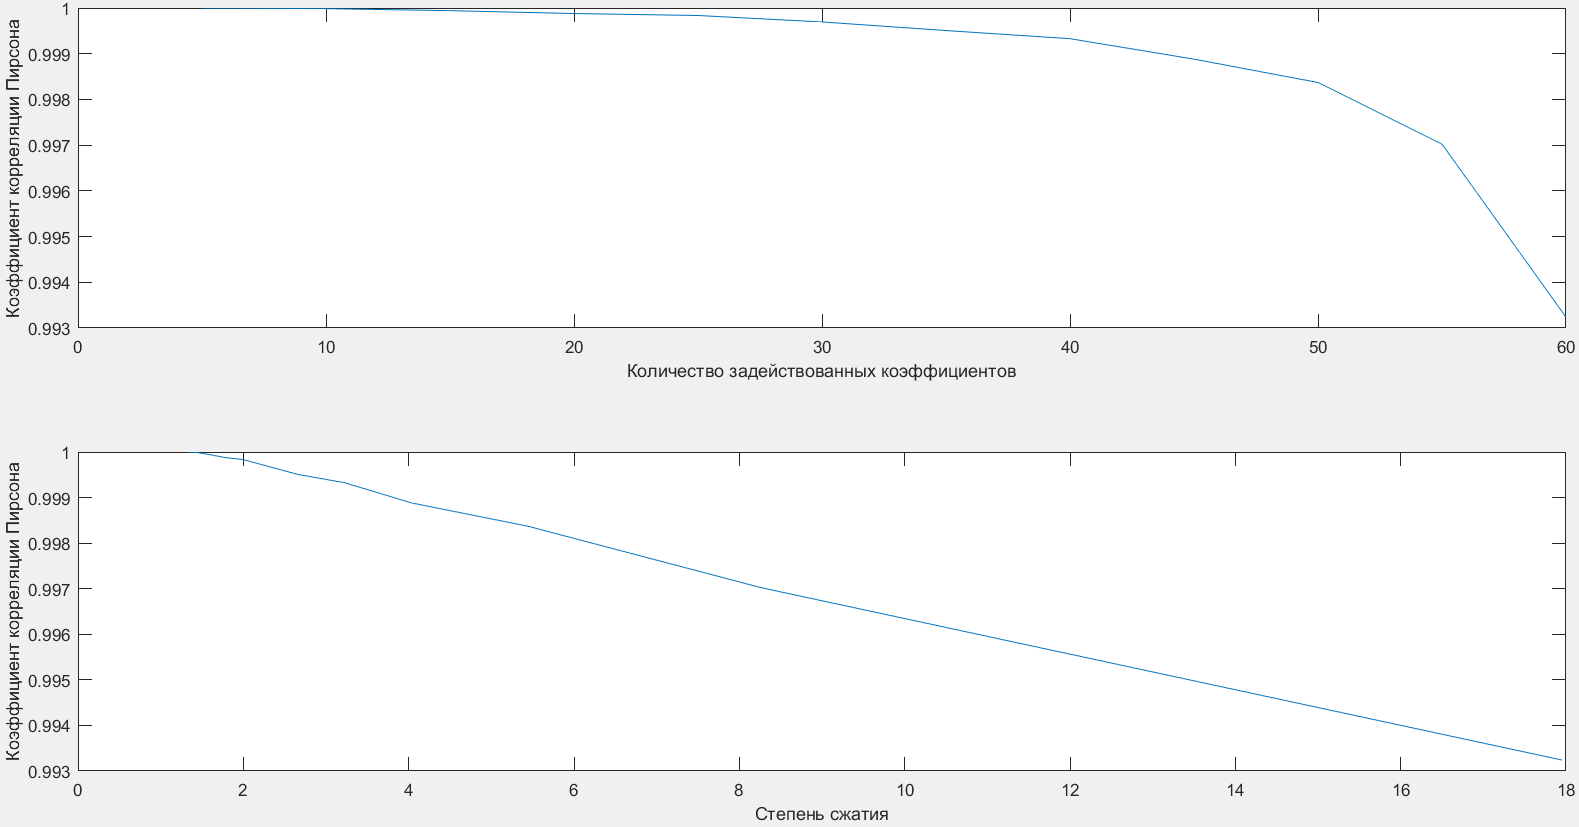 Коэффициент корреляции Пирсона
1
0.999
0.998
0.997
0.996
0.995
0.994
0.993
0 10 20 30 40 50 60
Количество задействованных коэффициентов
Коэффициент корреляции Пирсона
1
0.999
0.998
0.997
0.996
0.995
0.994
0.993
0 2 4 6 8 10 12 14 16 18
Степень сжатия